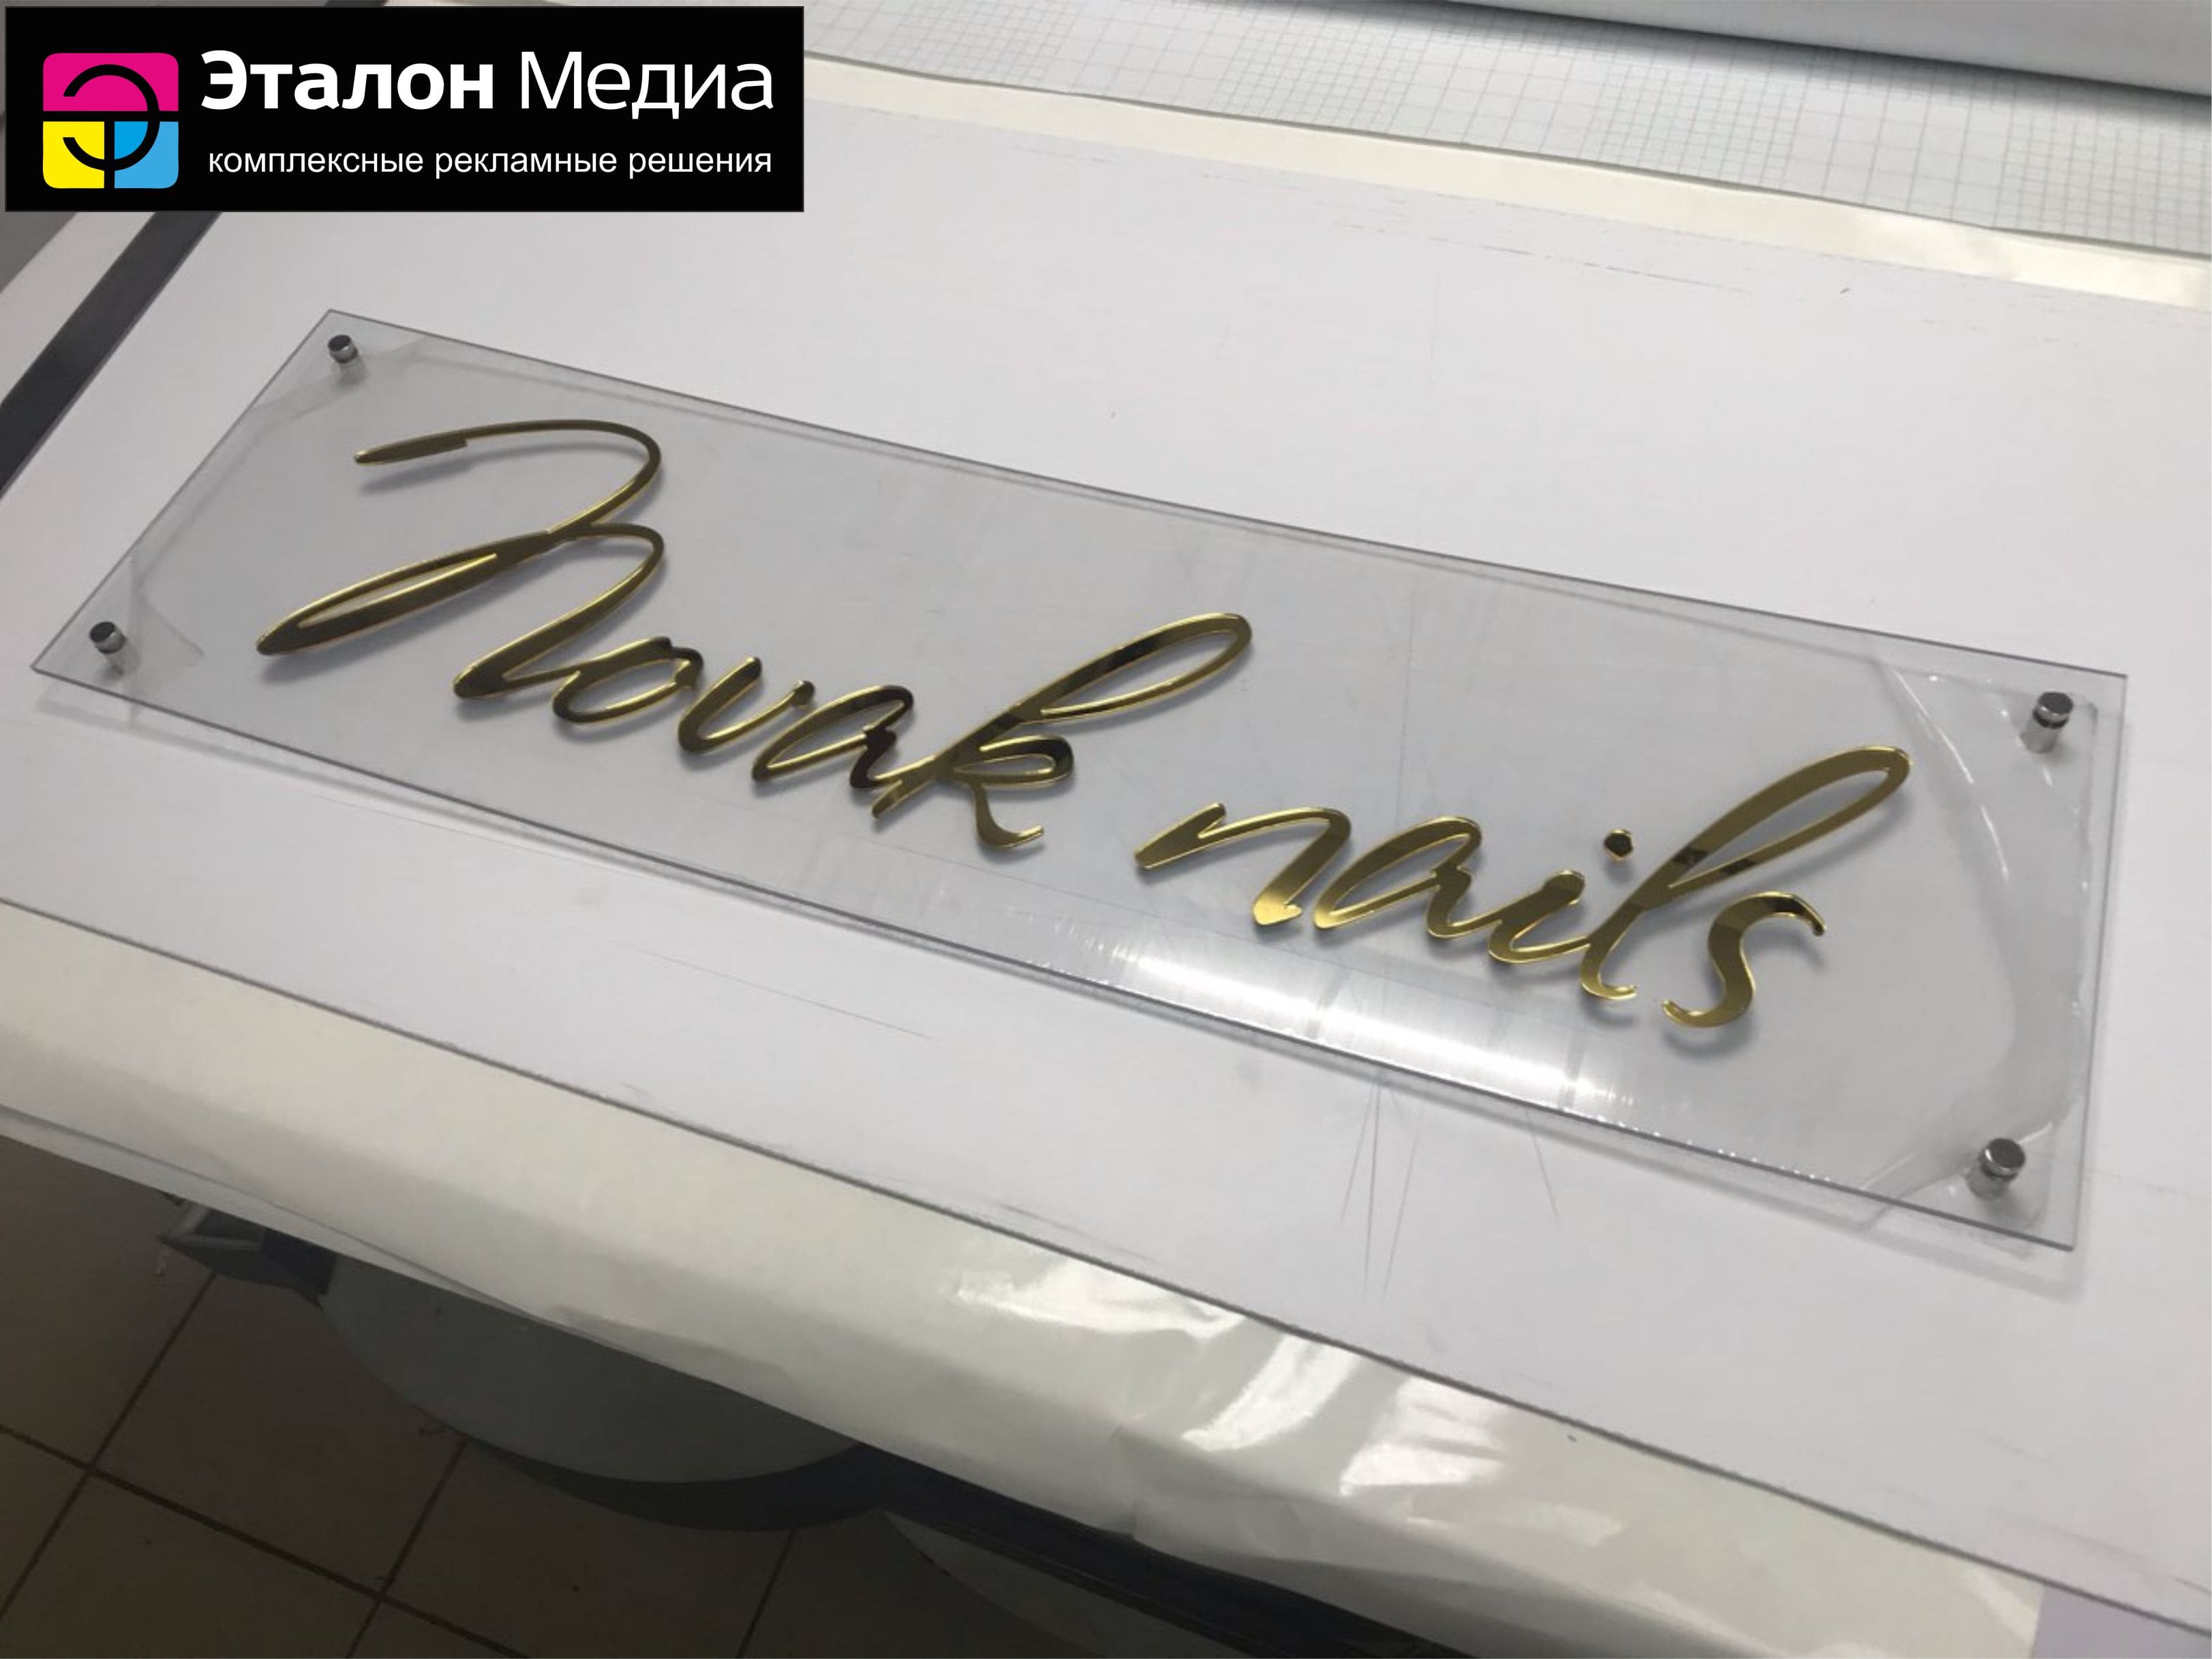 Эталон Медиа
комплексные рекламные решения
Novak nails